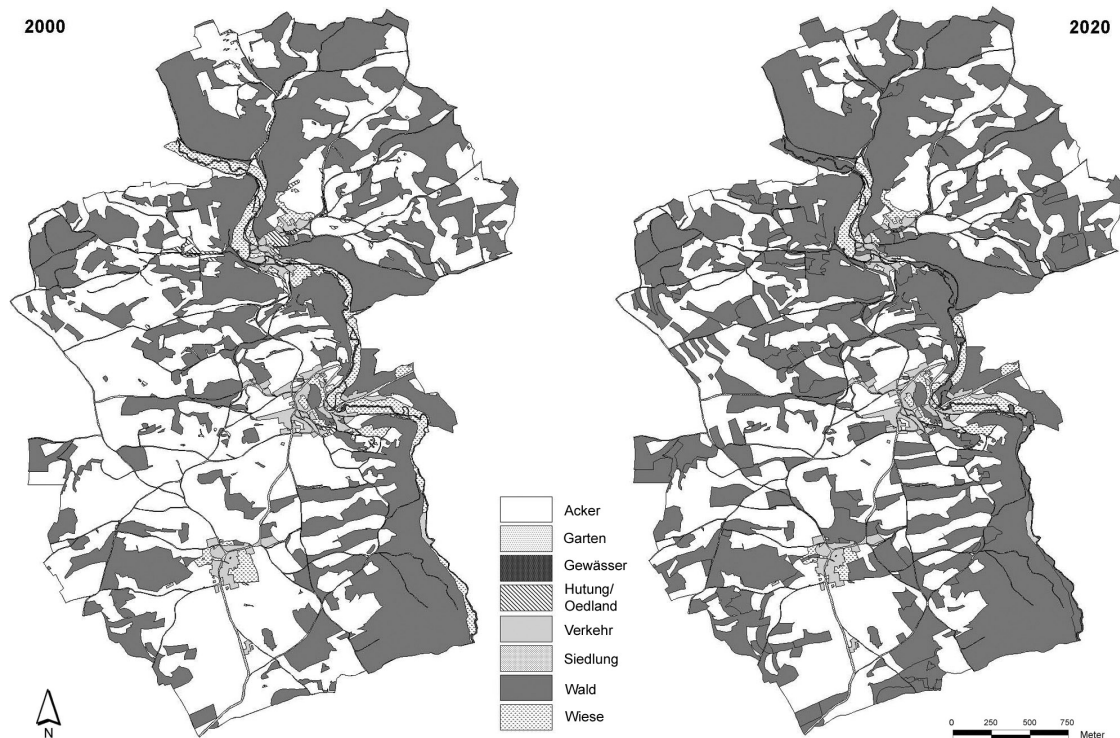 2000
2020
Acker
Garten
Gewässer
Hutung/
Oedland
Verkehr
Siedlung
Wald
Wiese
N
0 250 500 750
Meter